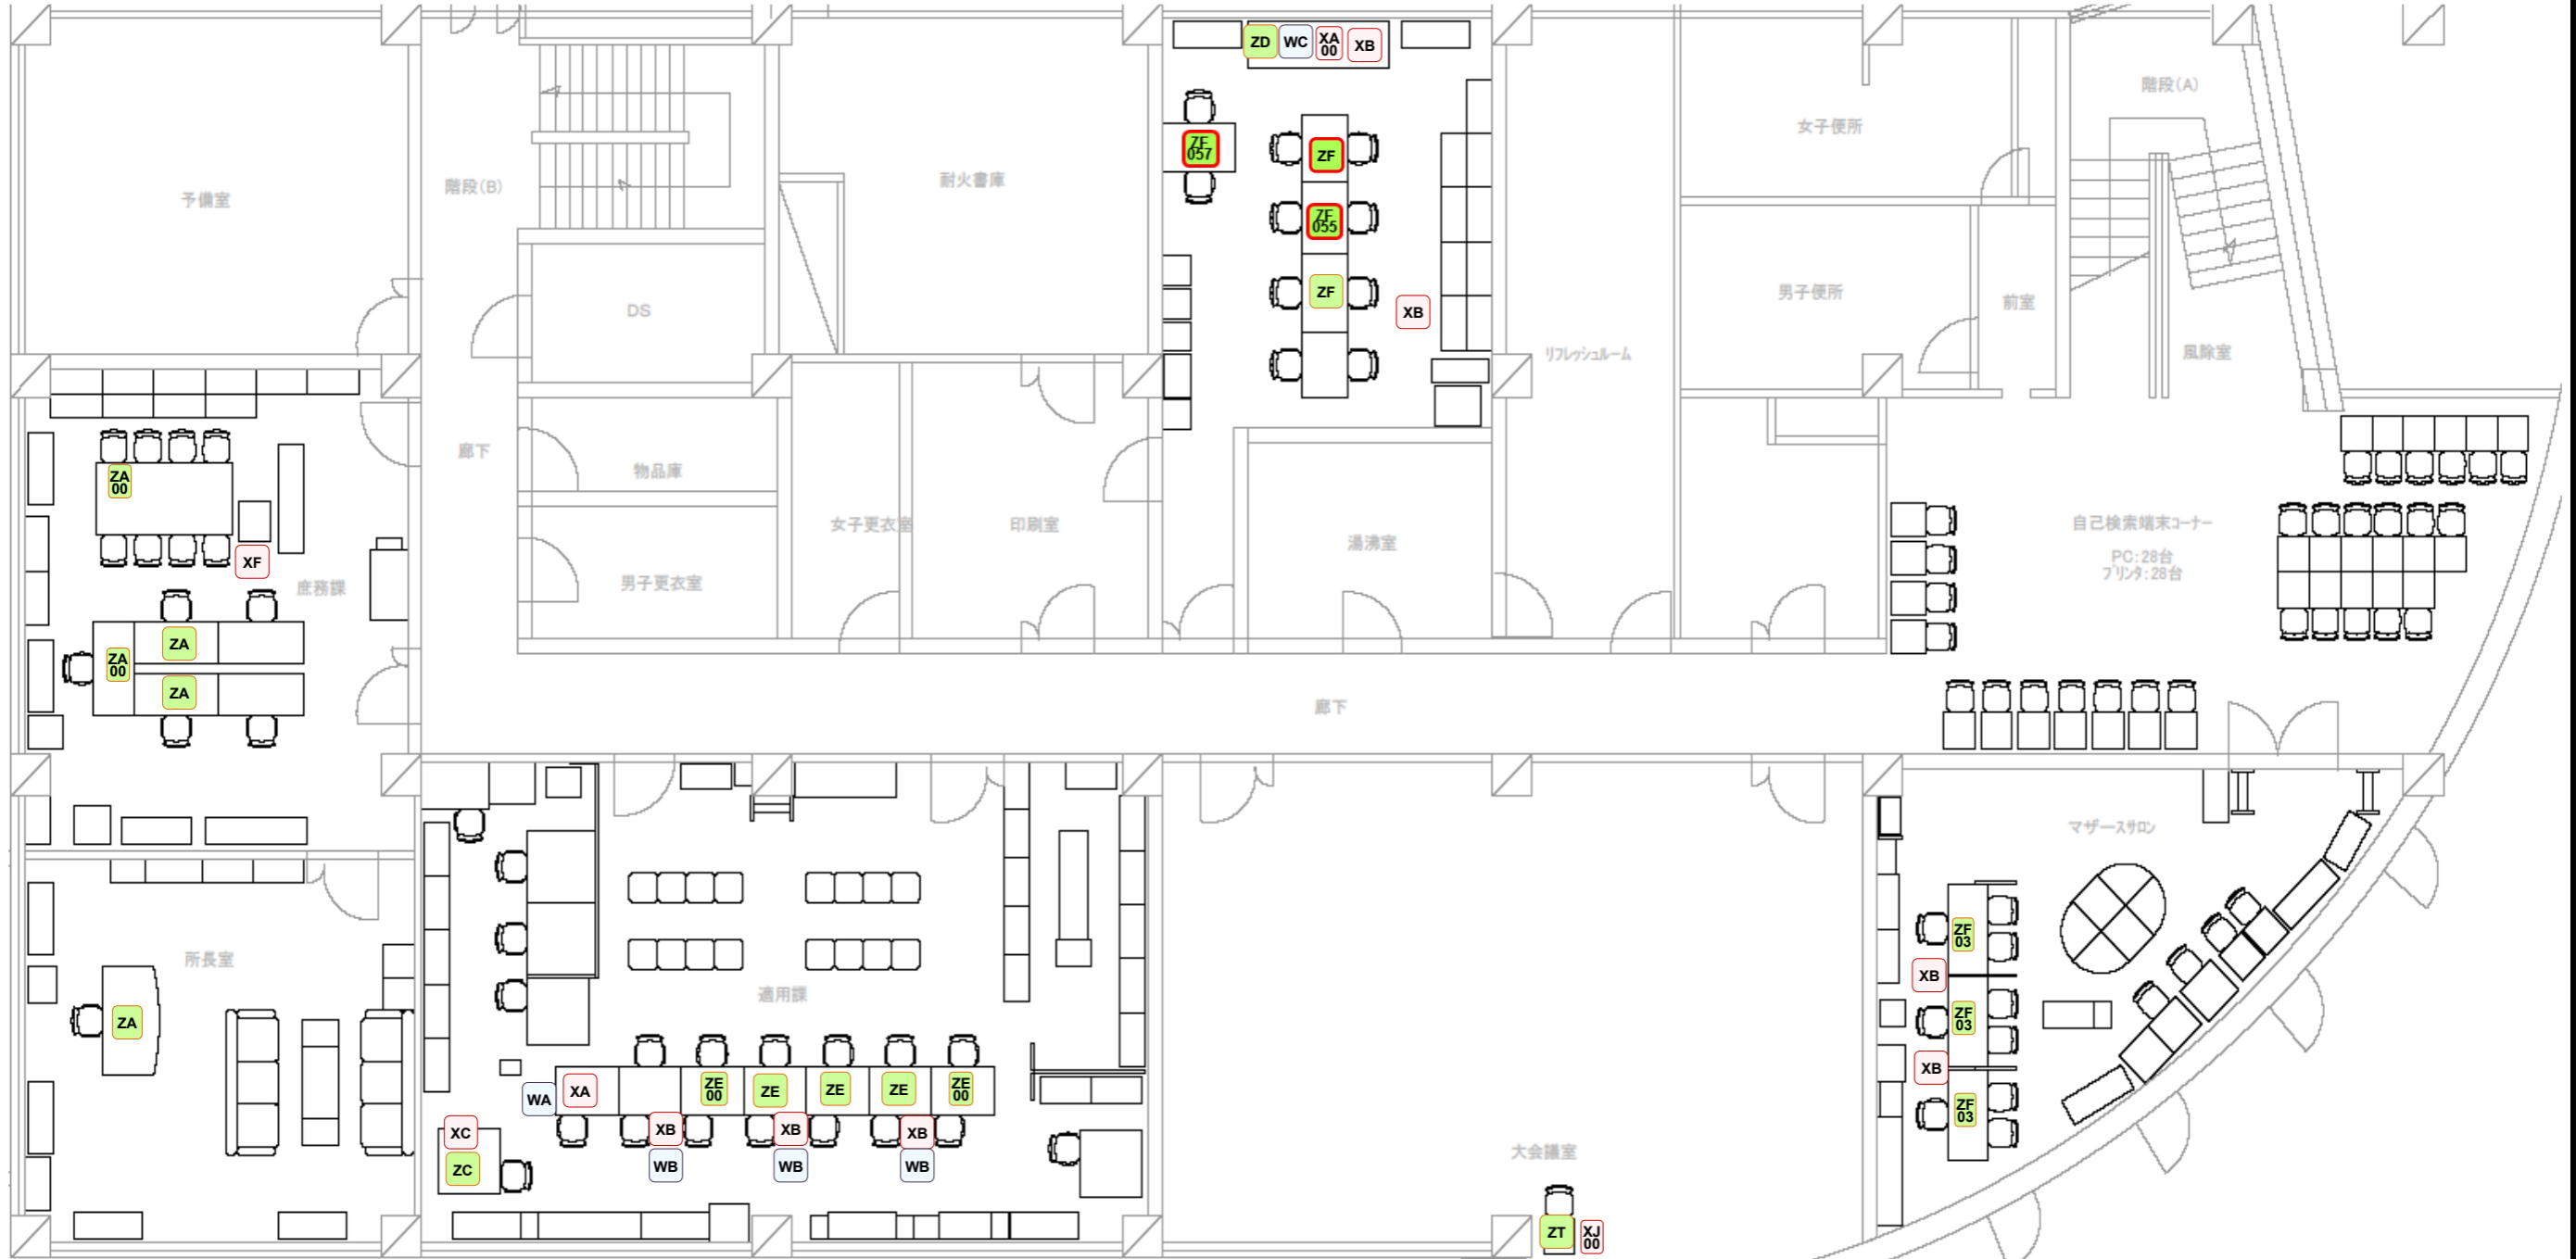 ZD
WC
XA
00
XB
階段(A)
女子便所
予備室
階段(B)
耐火書庫
ZF
057
ZF
ZF
055
ZF
XB
DS
男子便所
前室
リフレッシュルーム
風除室
廊下
物品庫
ZA
00
XF
庶務課
男子更衣室
女子更衣室
印刷室
湯沸室
自己検索端末コーナー
PC:28台
プリンタ:28台
ZA
ZA
00
ZA
廊下
マザースサロン
所長室
ZA
適用課
WA
XA
ZE
00
ZE
ZE
ZE
ZE
00
XC
ZC
XB
XB
XB
WB
WB
WB
ZF
03
XB
ZF
03
XB
ZF
03
大会議室
ZT
XJ
00